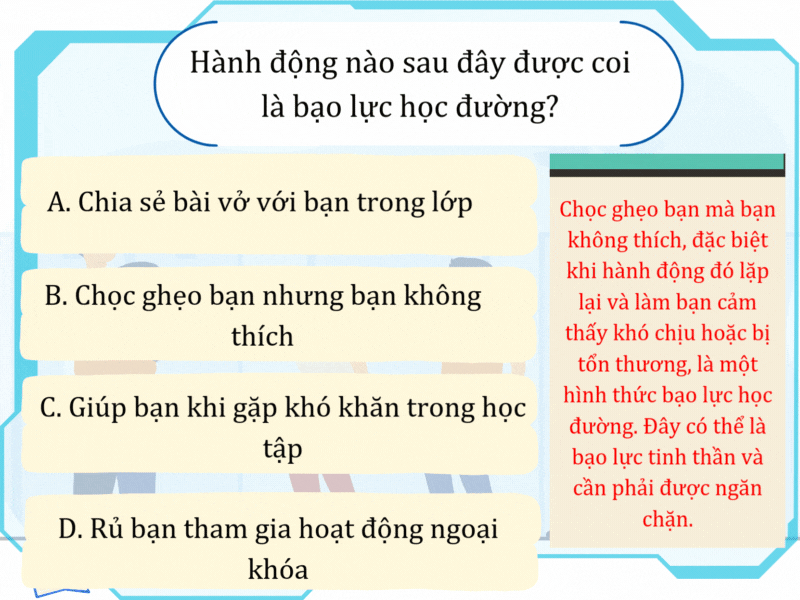 Hành động nào sau đây được coi
là bạo lực học đường?
A. Chia sẻ bài vở với bạn trong lớp
B. Chọc ghẹo bạn nhưng bạn không
thích
C. Giúp bạn khi gặp khó khăn trong học
tập
D. Rủ bạn tham gia hoạt động ngoại
khóa
Chọc ghẹo bạn mà bạn
không thích, đặc biệt
khi hành động đó lặp
lại và làm bạn cảm
thấy khó chịu hoặc bị
tổn thương, là một
hình thức bạo lực học
đường. Đây có thể là
bạo lực tinh thần và
cần phải được ngăn
chặn.